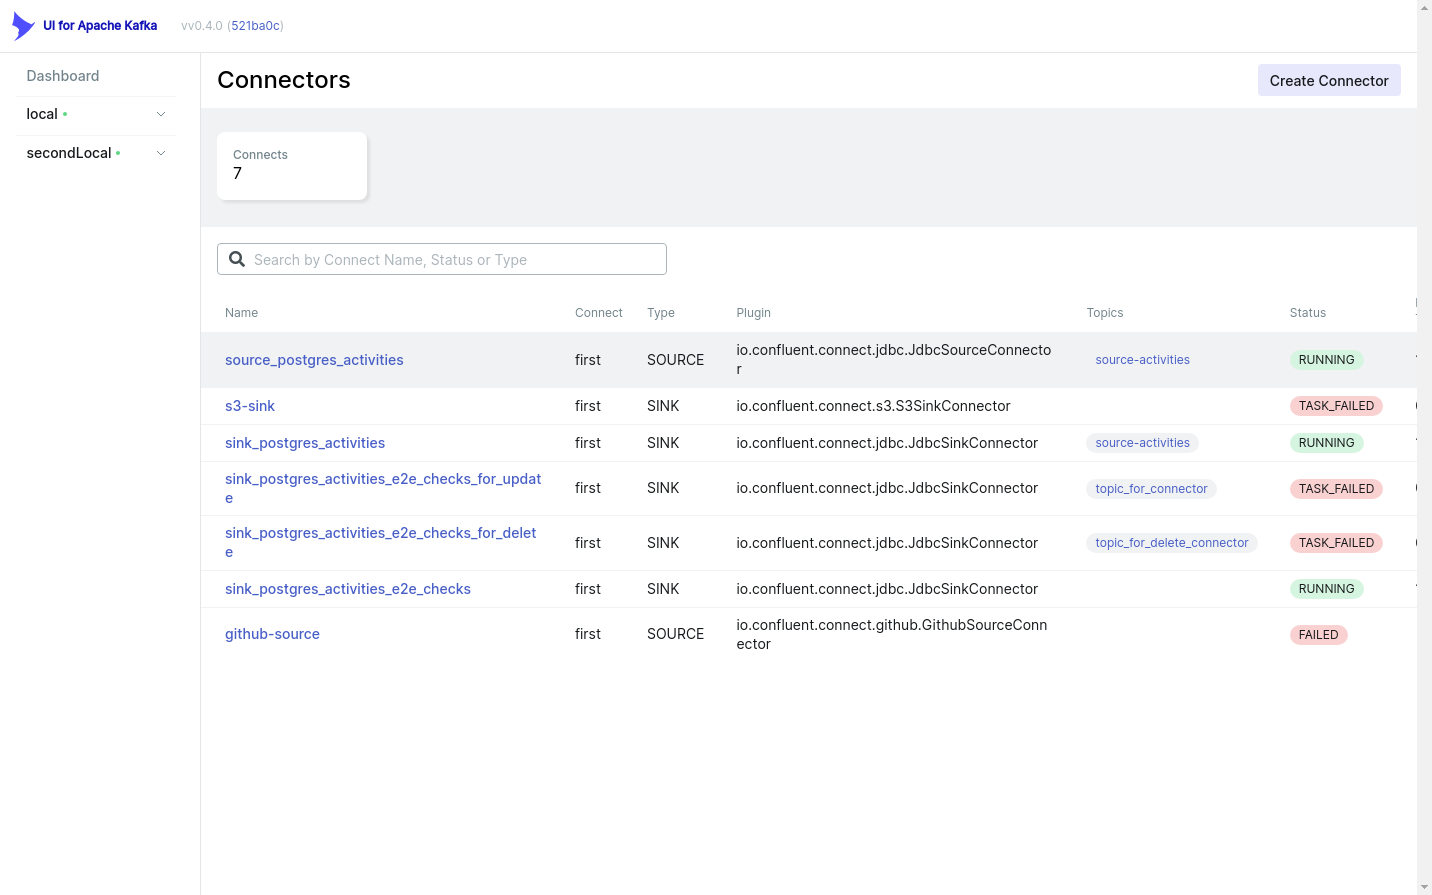 UI for Apache Kafka
vv0.4.0 (521ba0c)
Dashboard
local
secondLocal
Connectors
Create Connector
Connects
7
Search by Connect Name, Status or Type
Name Connect Type Plugin Topics Status
source_postgres_activities first SOURCE io.confluent.connect.jdbc.JdbcSourceConnecto
r source-activities RUNNING
s3-sink first SINK io.confluent.connect.s3.S3SinkConnector TASK_FAILED
sink_postgres_activities first SINK io.confluent.connect.jdbc.JdbcSinkConnector source-activities RUNNING
sink_postgres_activities_e2e_checks_for_updat
e first SINK io.confluent.connect.jdbc.JdbcSinkConnector topic_for_connector TASK_FAILED
sink_postgres_activities_e2e_checks_for_delet
e first SINK io.confluent.connect.jdbc.JdbcSinkConnector topic_for_delete_connector TASK_FAILED
sink_postgres_activities_e2e_checks first SINK io.confluent.connect.jdbc.JdbcSinkConnector RUNNING
github-source first SOURCE io.confluent.connect.github.GithubSourceConn
ector FAILED